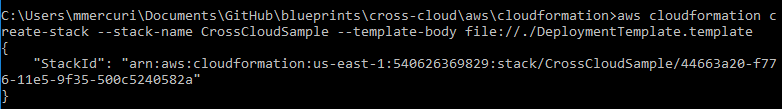 C:\Users\mmercuri\Documents\GitHub\blueprints\cross-cloud\aws\cloudformation>aws cloudformation c
reate-stack --stack-name CrossCloudSample --template-body file://./DeploymentTemplate.template
{
    "StackId": "arn:aws:cloudformation:us-east-1:540626369829:stack/CrossCloudSample/44663a20-f77
6-11e5-9f35-500c5240582a"
}